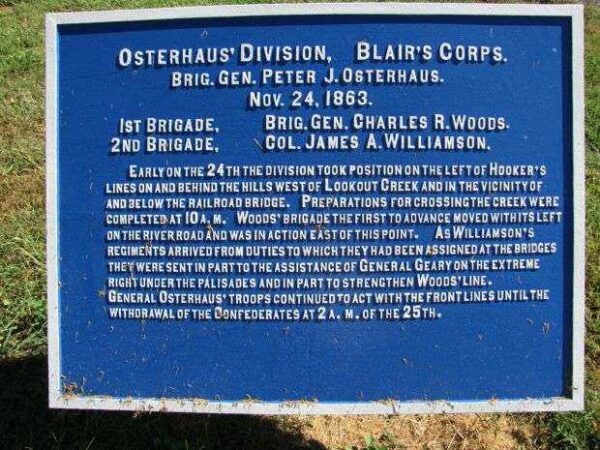 Osterhaus' Division, Blair's Corps.
Brig. Gen. Peter J. Osterhaus.
Nov. 24, 1863.
1st Brigade, Brig. Gen. Charles R. Woods.
2nd Brigade, Col. James A. Williamson.
Early on the 24th the division took position on the left of Hooker's
lines on and behind the hills west of Lookout Creek and in the vicinity of
and below the railroad bridge. Preparations for crossing the creek were
completed at 10 A.M. Woods' Brigade the first to advance moved with its left
on the river road and was in action east of this point. As Williamson's
regiments arrived from duties to which they had been assigned at the bridges
they were sent in part to the assistance of General Geary on the extreme
right under the palisades and in part to strengthen Woods' line.
General Osterhaus' troops continued to act with the front lines until the
withdrawal of the Confederates at 2 A. M. of the 25th.